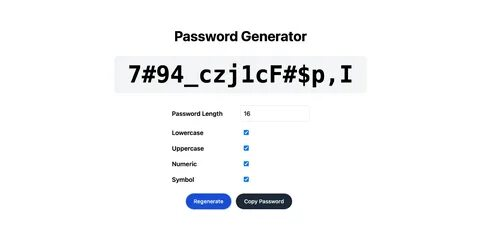 Password Generator
7#94_czj1cF#$p,I
Password Length 16
Lowercase
Uppercase
Numeric
Symbol
Regenerate Copy Password